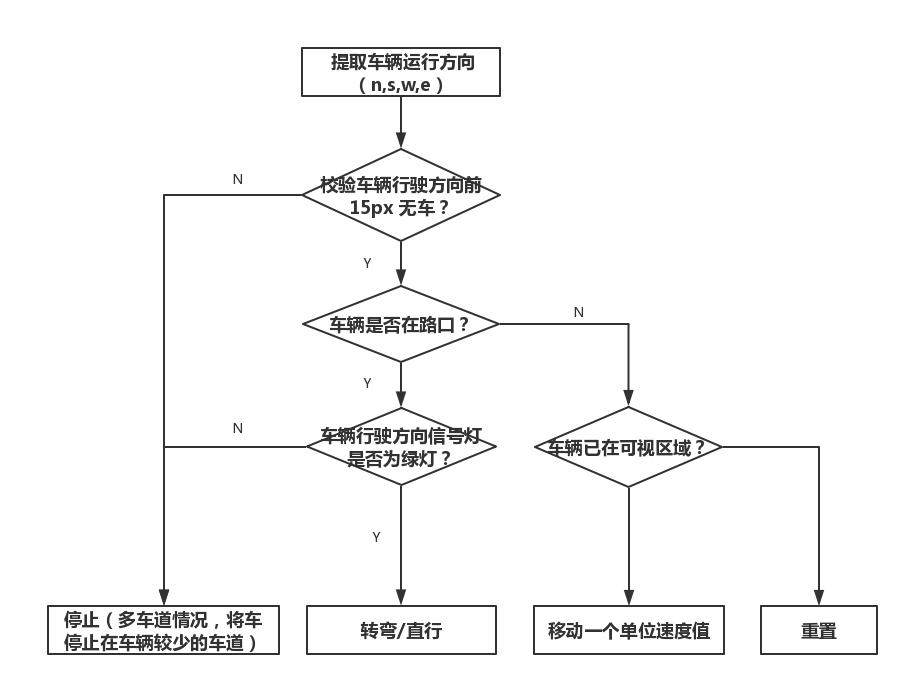 提取车辆运行方向
（n,s,w,e）
N
校验车辆行驶方向前
15px 无车？
Y
车辆是否在路口？
N
Y
N
车辆行驶方向信号灯
是否为绿灯？
车辆已在可视区域？
Y
停止（多车道情况，将车
停止在车辆较少的车道）
转弯/直行
移动一个单位速度值
重置